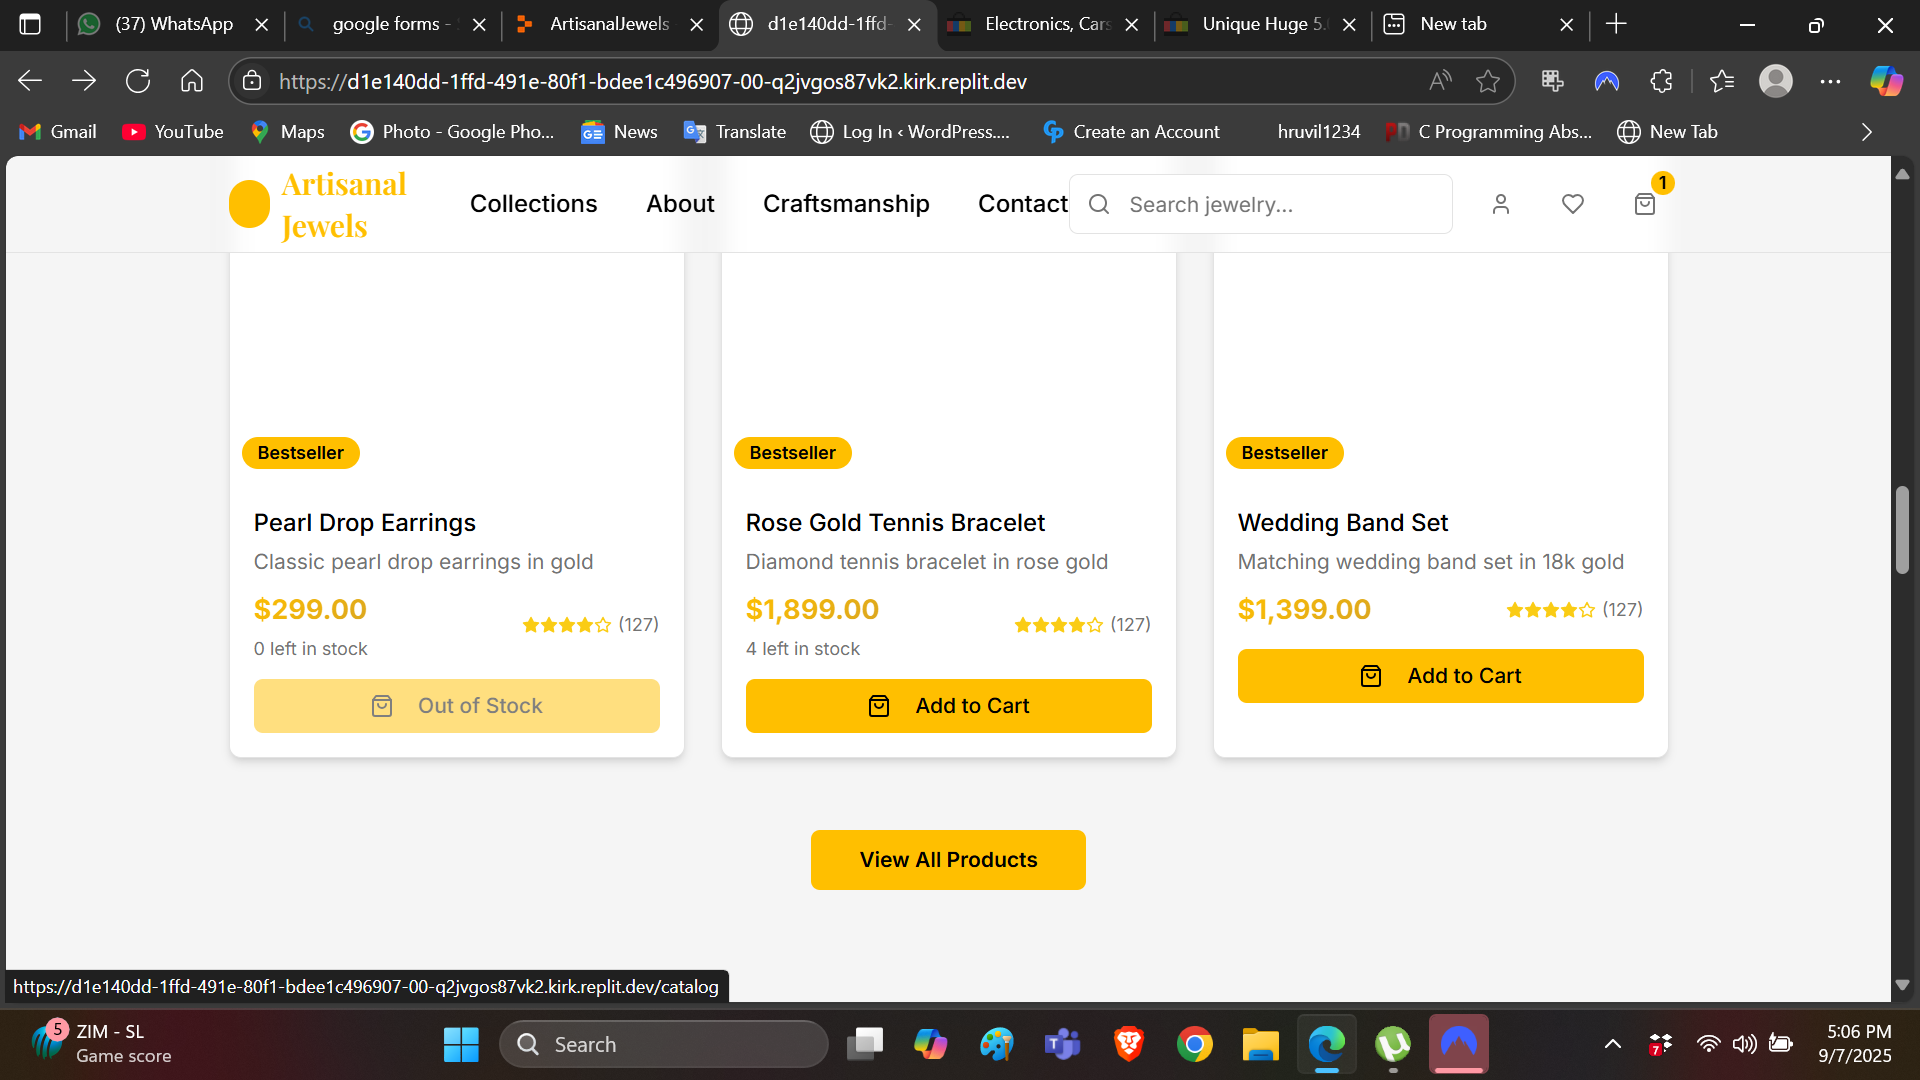 (37) WhatsApp
google forms -
ArtisanalJewels
d1e140dd-1ffd-
Electronics, Cars
Unique Huge 5.
New tab
https://d1e140dd-1ffd-491e-80f1-bdee1c496907-00-q2jvgos87vk2.kirk.replit.dev
Gmail
YouTube
Maps
Photo - Google Pho...
News
Translate
Log In ‹ WordPress....
Create an Account
hruvil1234
C Programming Abs...
New Tab
Artisanal
Jewels
Collections
About
Craftsmanship
Contact
Search jewelry...
1
Bestseller
Pearl Drop Earrings
Classic pearl drop earrings in gold
$299.00
(127)
0 left in stock
Out of Stock
Bestseller
Rose Gold Tennis Bracelet
Diamond tennis bracelet in rose gold
$1,899.00
(127)
4 left in stock
Add to Cart
Bestseller
Wedding Band Set
Matching wedding band set in 18k gold
$1,399.00
(127)
Add to Cart
View All Products
https://d1e140dd-1ffd-491e-80f1-bdee1c496907-00-q2jvgos87vk2.kirk.replit.dev/catalog
5
ZIM - SL
Game score
Search
7
5:06 PM
9/7/2025